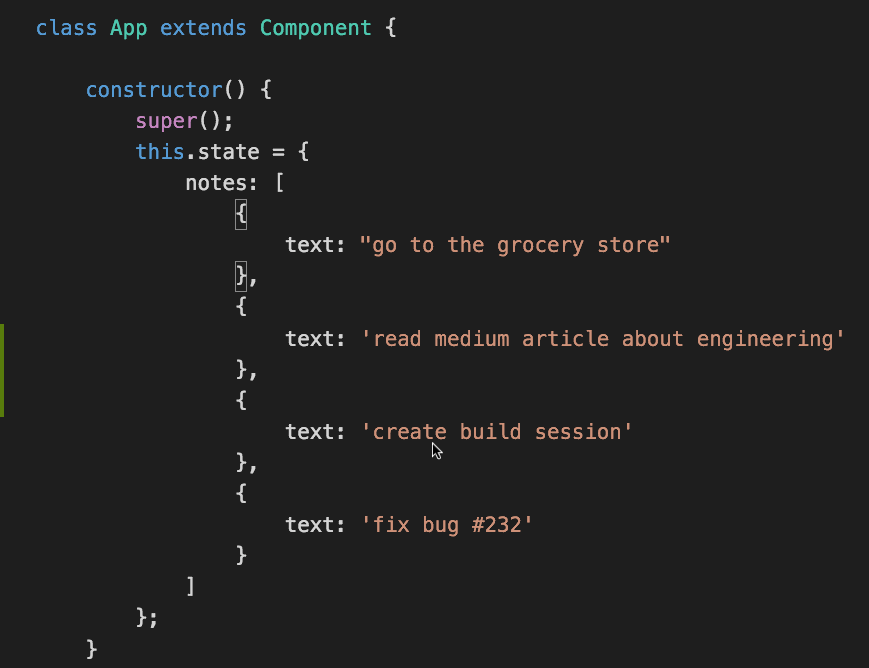 class App extends Component {
constructor() {
super();
this.state = {
notes: [
{
text: "go to the grocery store"
},
{
text: 'read medium article about engineering'
},
{
text: 'create build session'
},
{
text: 'fix bug #232'
}
]
};
}